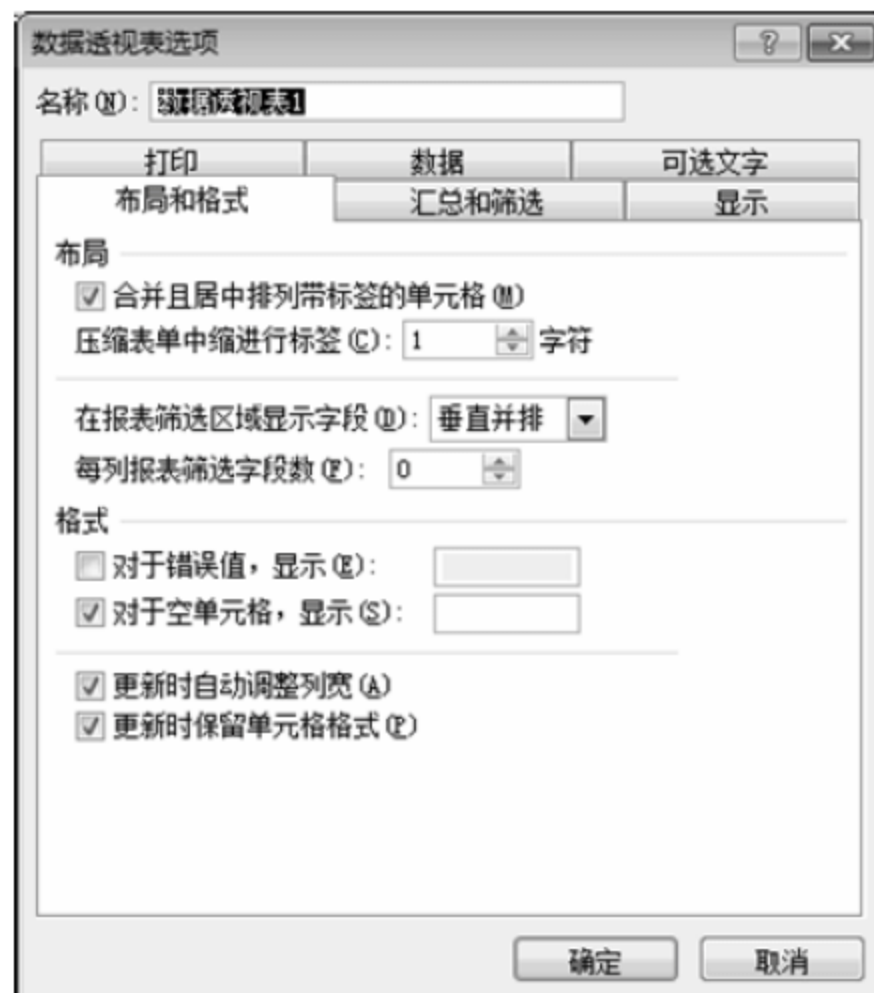 数据透视表选项
名称(N): 数据透视表1
打印 数据 可选文字
布局和格式 汇总和筛选 显示
布局
合并且居中排列带标签的单元格(M)
压缩表单中缩进行标签(C): 1 字符
在报表筛选区域显示字段(D): 垂直并排
每列报表筛选字段数(F): 0
格式
对于错误值，显示(E):
对于空单元格，显示(S):
更新时自动调整列宽(A)
更新时保留单元格格式(P)
确定 取消